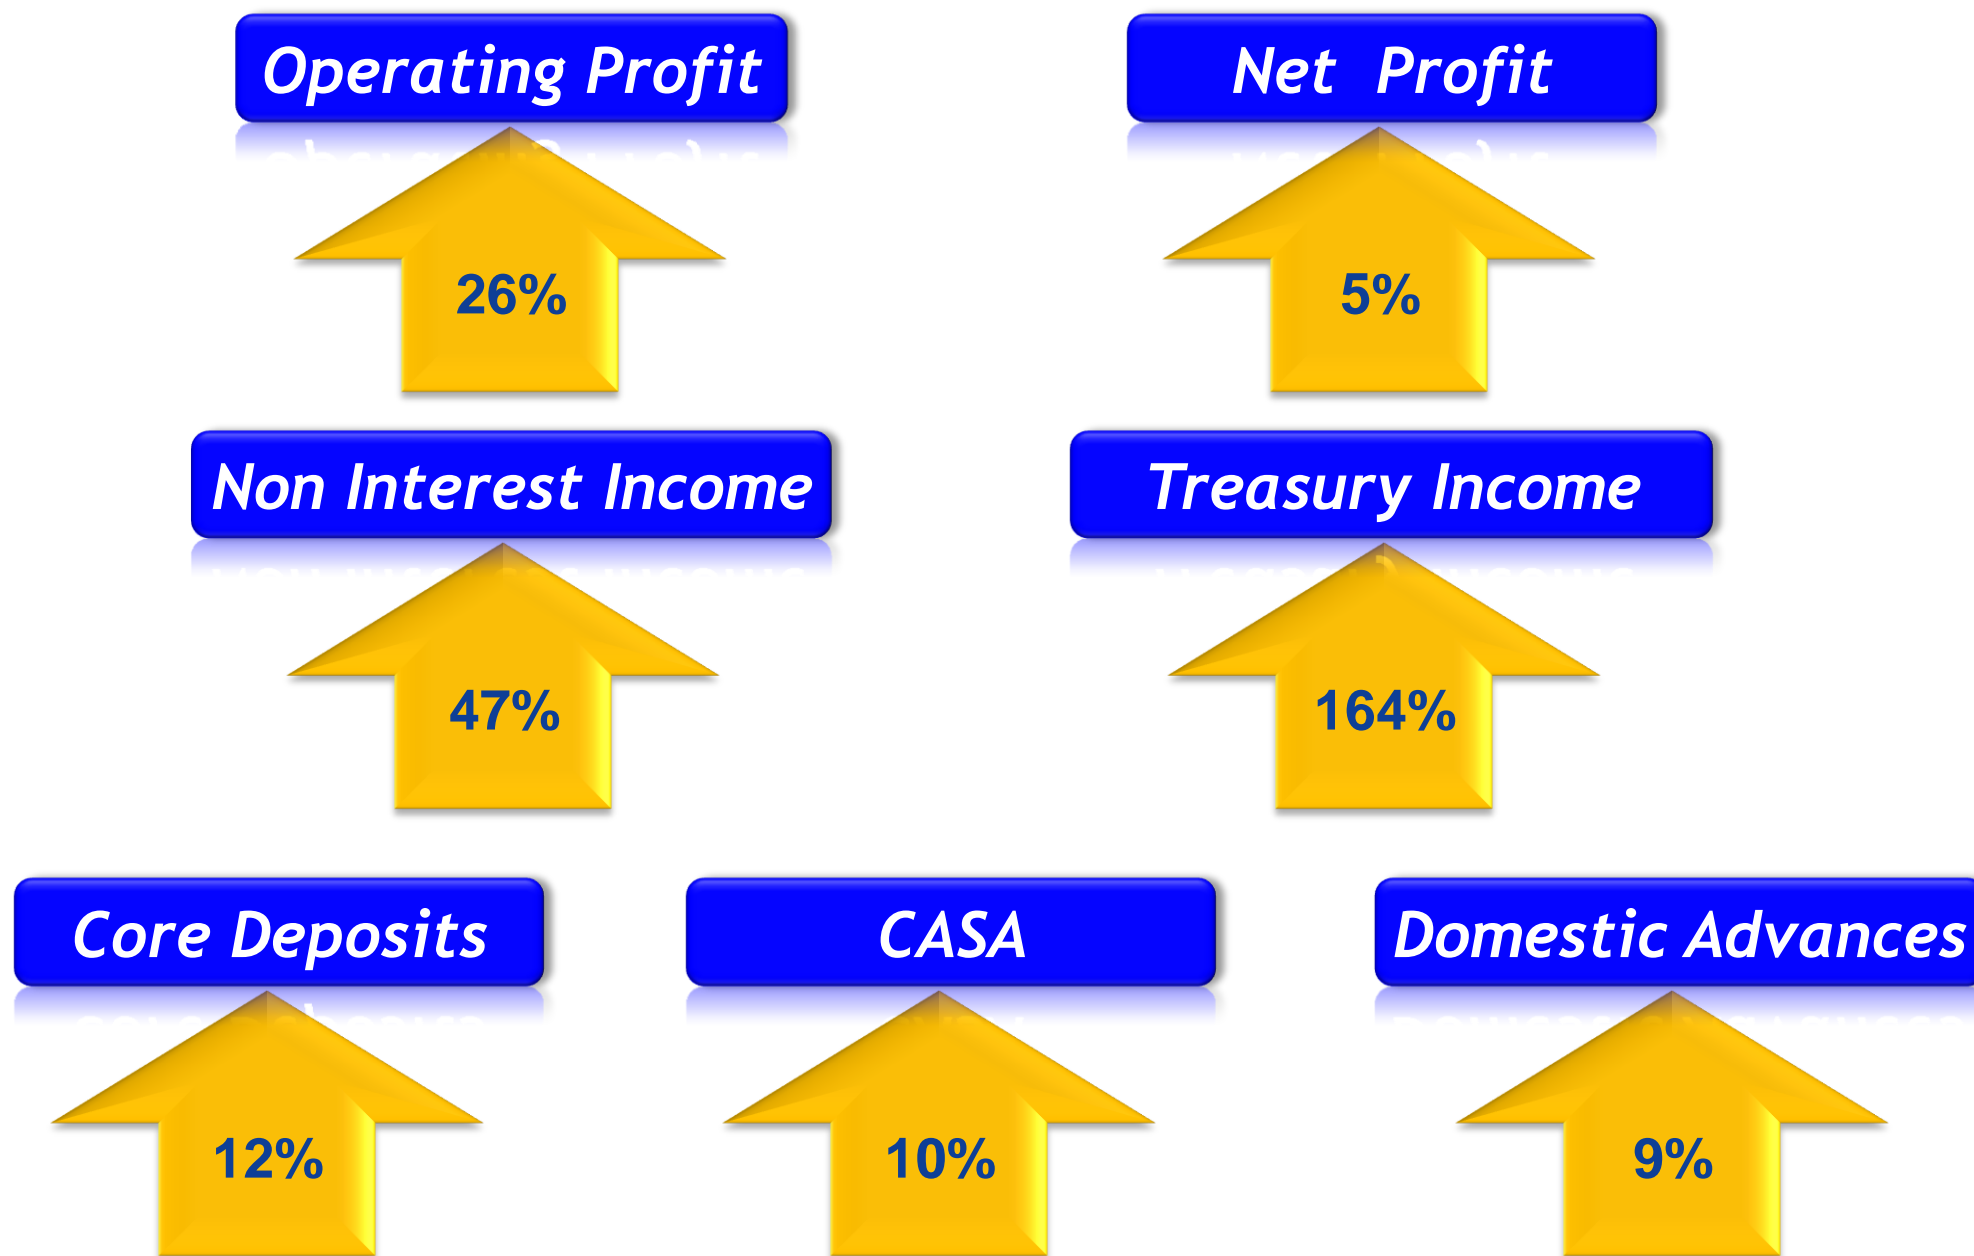 Operating Profit
Net Profit
26%
5%
Non Interest Income
Treasury Income
47%
164%
Core Deposits
CASA
Domestic Advances
12%
10%
9%